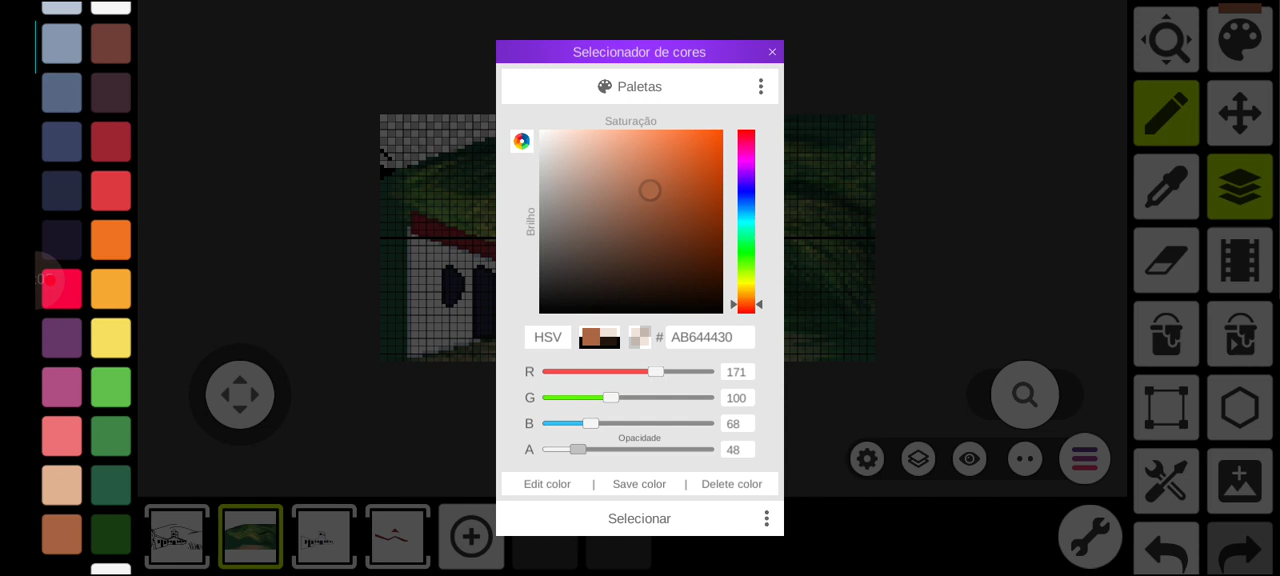 Selecionador de cores
Paletas
Saturação
Brilho
HSV # AB644430
R 171
G 100
B 68
Opacidade
A 48
Edit color | Save color | Delete color
Selecionar